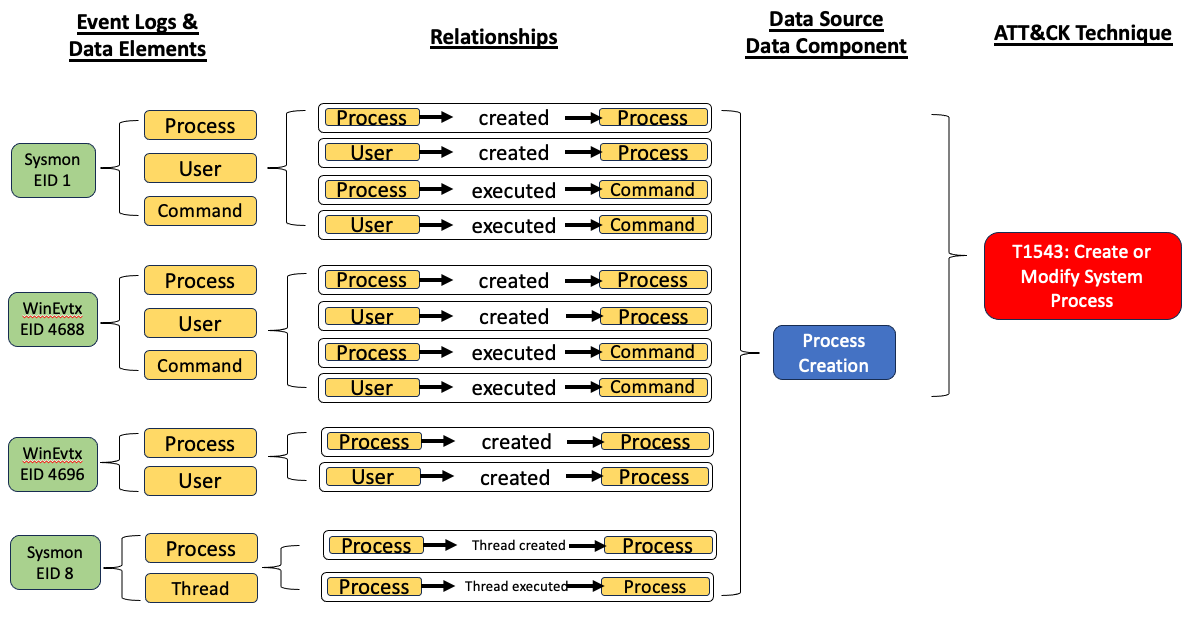 Event Logs &
Data Elements
Relationships
Data Source
Data Component
ATT&CK Technique
Sysmon
EID 1
Process
User
Command
Process created Process
User created Process
Process executed Command
User executed Command
WinEvtx
EID 4688
Process
User
Command
Process created Process
User created Process
Process executed Command
User executed Command
WinEvtx
EID 4696
Process
User
Process created Process
User created Process
Sysmon
EID 8
Process
Thread
Process Thread created Process
Process Thread executed Process
Process
Creation
T1543: Create or
Modify System
Process